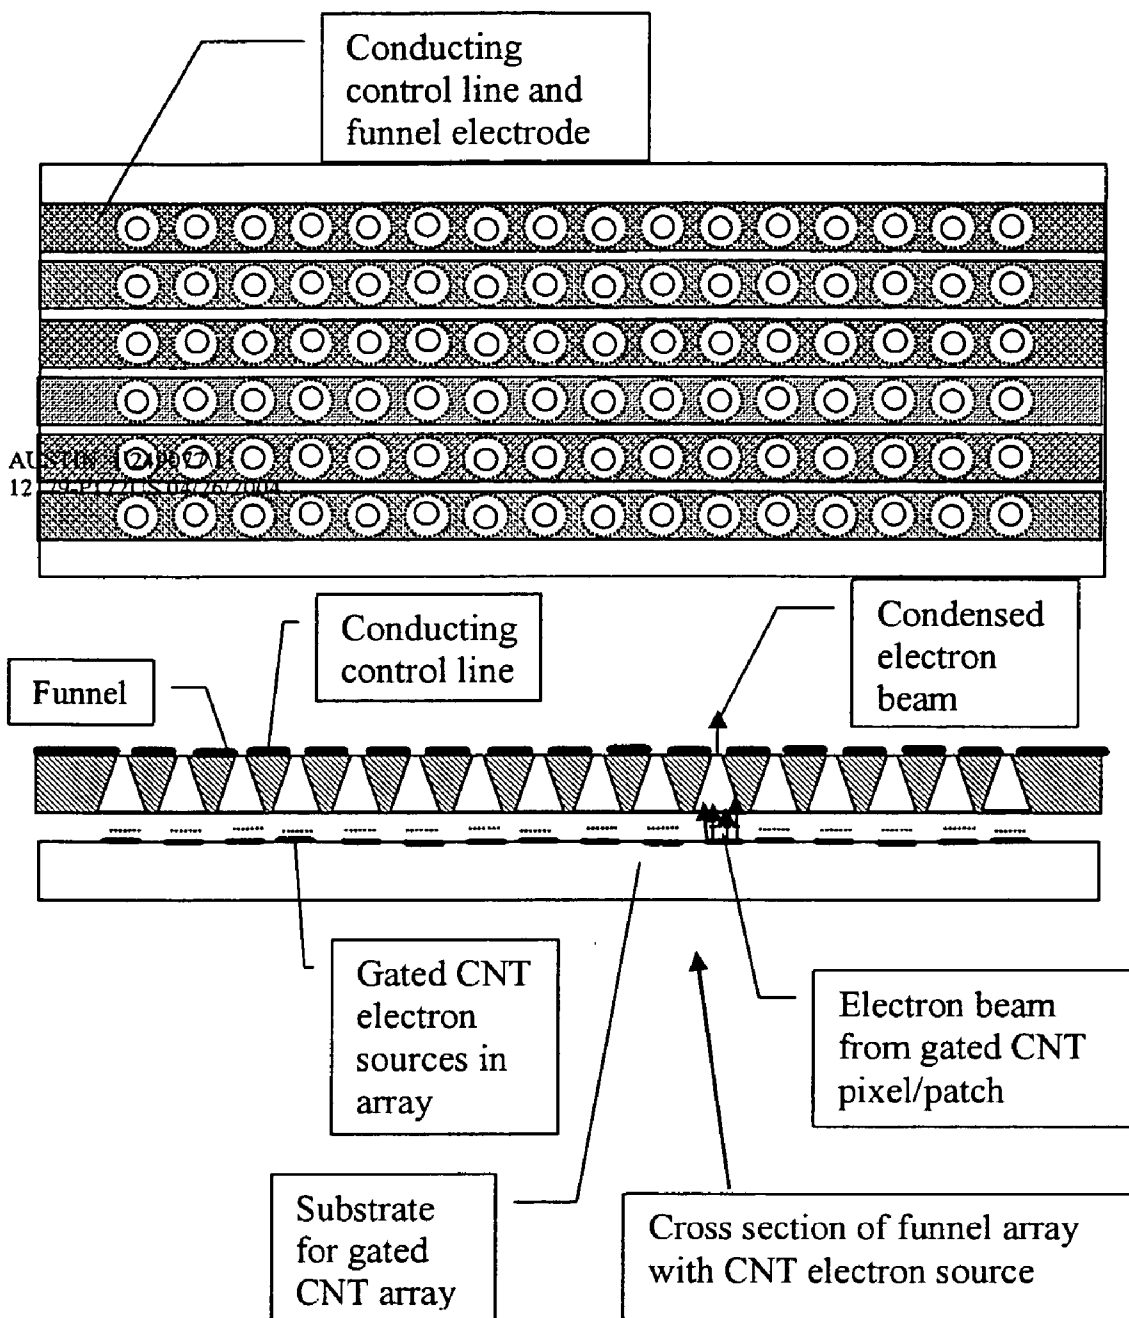 Conducting
control line and
funnel electrode
Conducting
control line
Funnel
Condensed
electron
beam
Gated CNT
electron
sources in
array
Electron beam
from gated CNT
pixel/patch
Substrate
for gated
CNT array
Cross section of funnel array
with CNT electron source